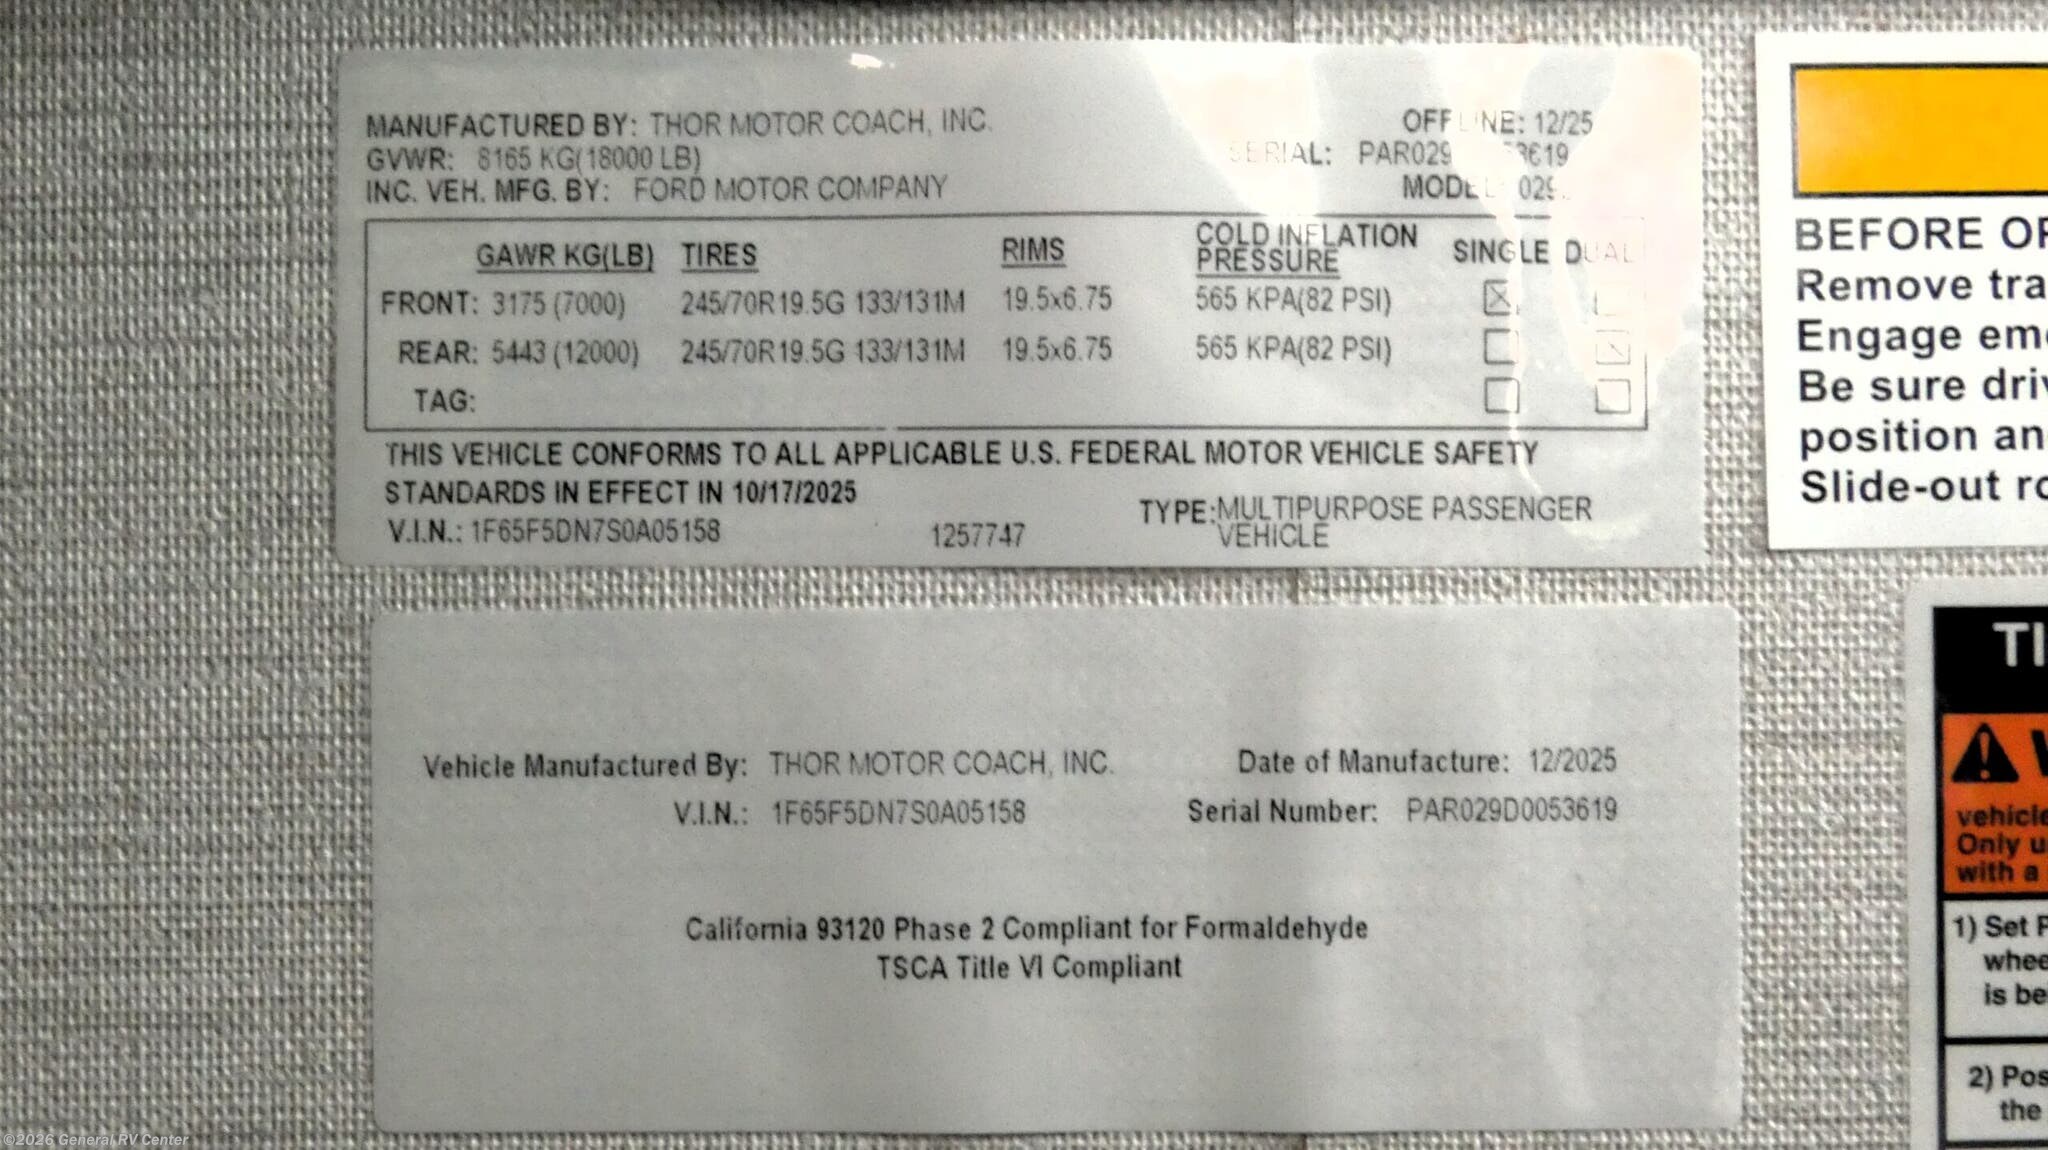 MANUFACTURED BY: THOR MOTOR COACH, INC.
OFF LINE: 12/25
GVWR: 8165 KG(18000 LB)
SERIAL: PAR029 53619
INC. VEH. MFG. BY: FORD MOTOR COMPANY
MODEL 029
GAWR KG(LB) TIRES RIMS COLD INFLATION PRESSURE SINGLE DUAL
FRONT: 3175 (7000) 245/70R19.5G 133/131M 19.5x6.75 565 KPA(82 PSI)
REAR: 5443 (12000) 245/70R19.5G 133/131M 19.5x6.75 565 KPA(82 PSI)
TAG:
THIS VEHICLE CONFORMS TO ALL APPLICABLE U.S. FEDERAL MOTOR VEHICLE SAFETY
STANDARDS IN EFFECT IN 10/17/2025
V.I.N.: 1F65F5DN7S0A05158 1257747 TYPE: MULTIPURPOSE PASSENGER
VEHICLE
Vehicle Manufactured By: THOR MOTOR COACH, INC. Date of Manufacture: 12/2025
V.I.N.: 1F65F5DN7S0A05158 Serial Number: PAR029D0053619
California 93120 Phase 2 Compliant for Formaldehyde
TSCA Title VI Compliant
BEFORE
Remove
Engage
Be sure
position
Slide-out
vehicle
Only
with a
1) Set
is
2)
the
©2026 General RV Center